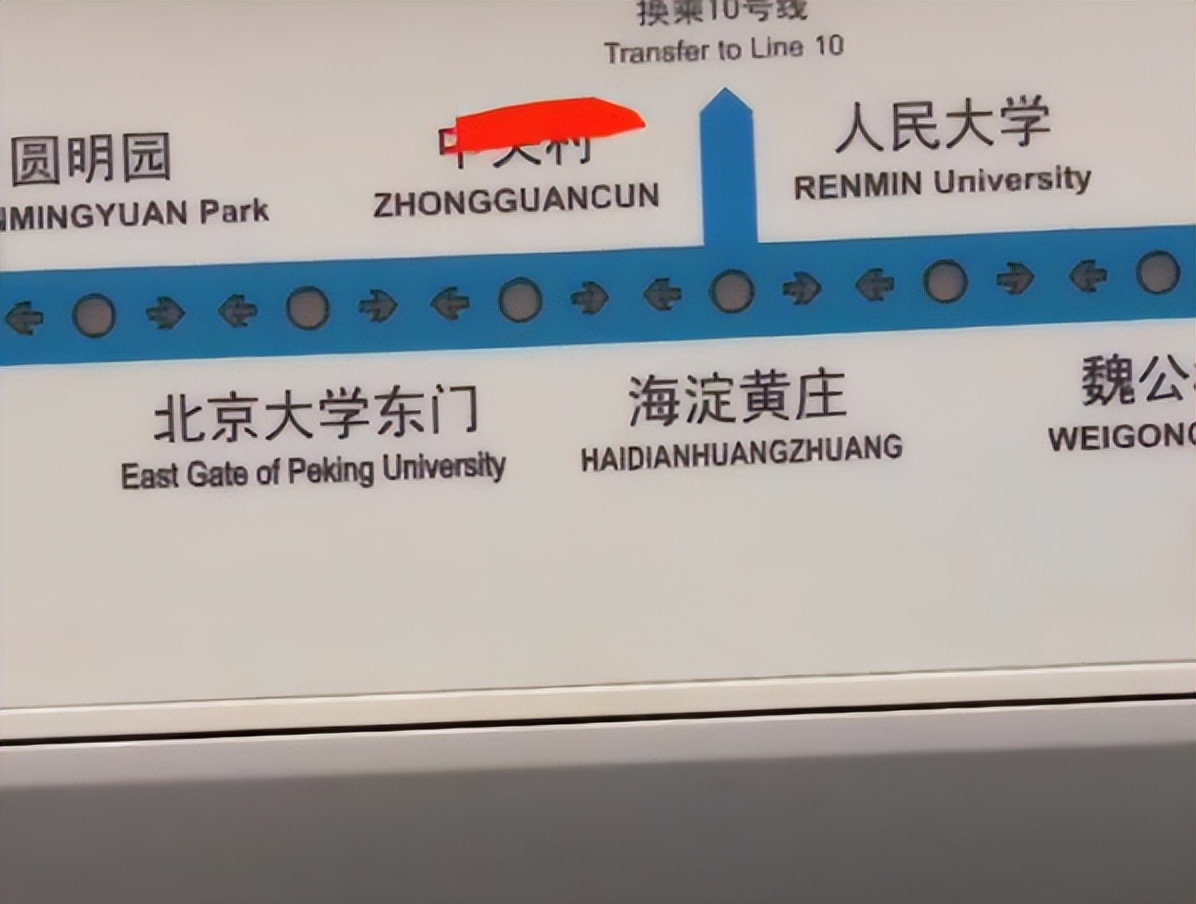 换乘10号线
Transfer to Line 10
圆明园
NMINGYUAN Park
ZHONGGUANCUN
人民大学
RENMIN University
北京大学东门
East Gate of Peking University
海淀黄庄
HAIDIANHUANGZHUANG
魏公
WEIGONG